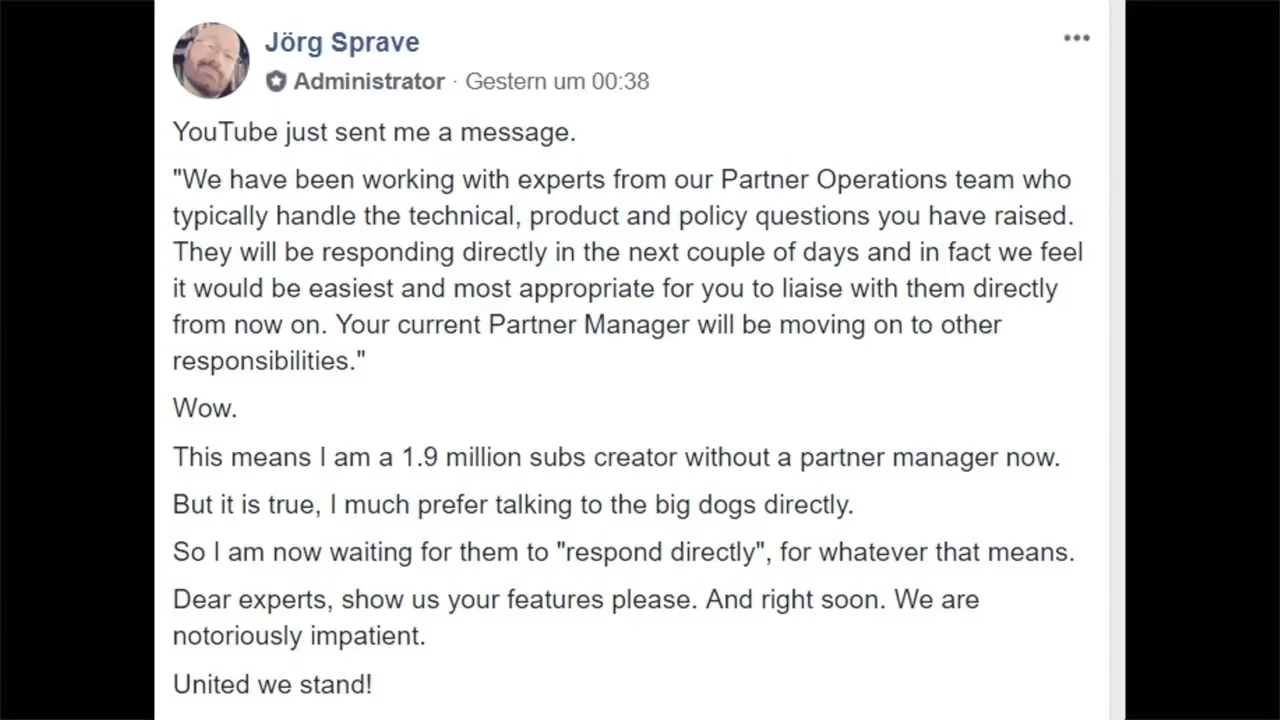 Jörg Sprave
Administrator · Gestern um 00:38
YouTube just sent me a message.
"We have been working with experts from our Partner Operations team who
typically handle the technical, product and policy questions you have raised.
They will be responding directly in the next couple of days and in fact we feel
it would be easiest and most appropriate for you to liaise with them directly
from now on. Your current Partner Manager will be moving on to other
responsibilities."
Wow.
This means I am a 1.9 million subs creator without a partner manager now.
But it is true, I much prefer talking to the big dogs directly.
So I am now waiting for them to "respond directly", for whatever that means.
Dear experts, show us your features please. And right soon. We are
notoriously impatient.
United we stand!